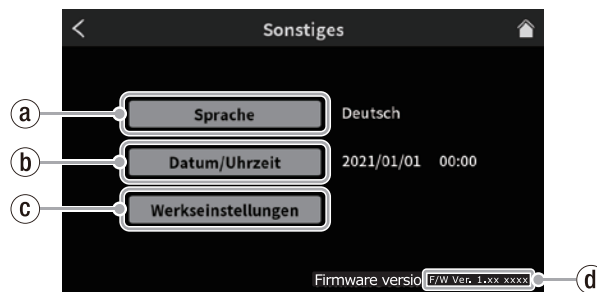 Sonstiges
a Sprache Deutsch
b Datum/Uhrzeit 2021/01/01 00:00
c Werkseinstellungen
Firmware versio F/W Ver. 1.xx xxxx d